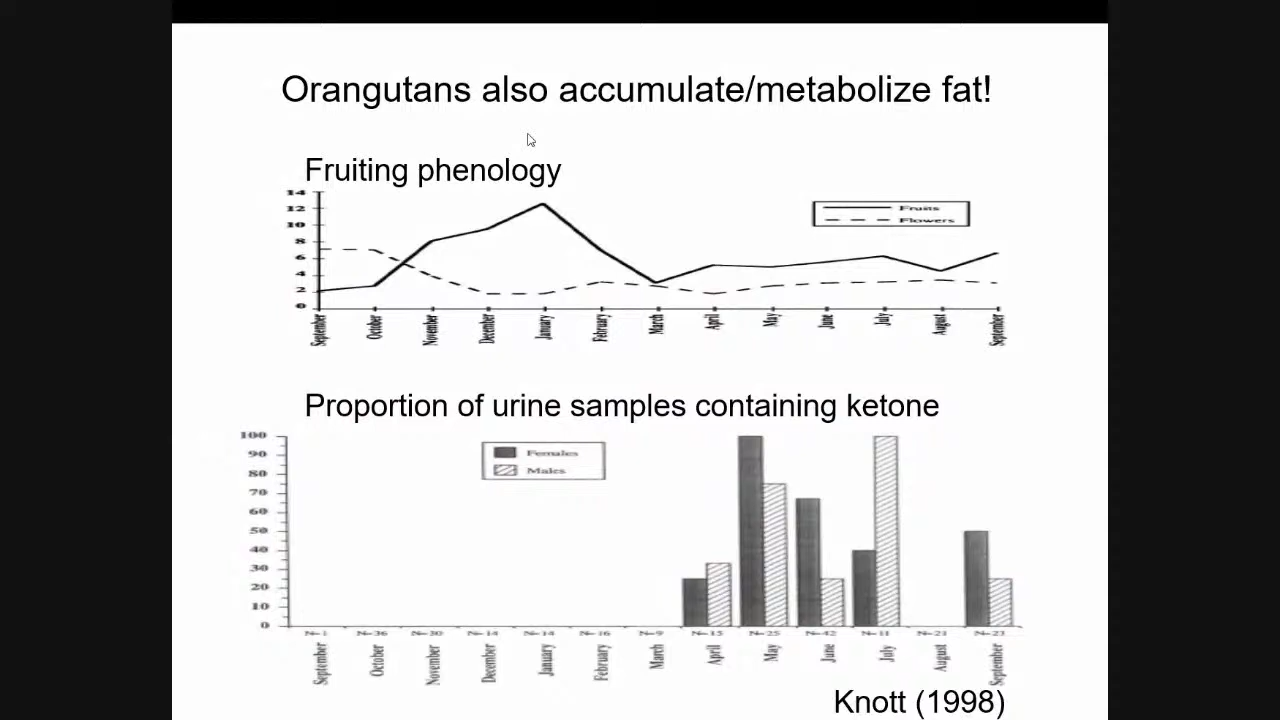 Orangutans also accumulate/metabolize fat!
Fruiting phenology
14
12
10
8
6
4
2
0
Fruits
Flowers
September October November December January February March April May June July August September
Proportion of urine samples containing ketone
100
90
80
70
60
50
40
30
20
10
0
Females
Males
N=1 N=36 N=30 N=14 N=14 N=16 N=9 N=15 N=25 N=42 N=11 N=21 N=23
September October November December January February March April May June July August September
Knott (1998)